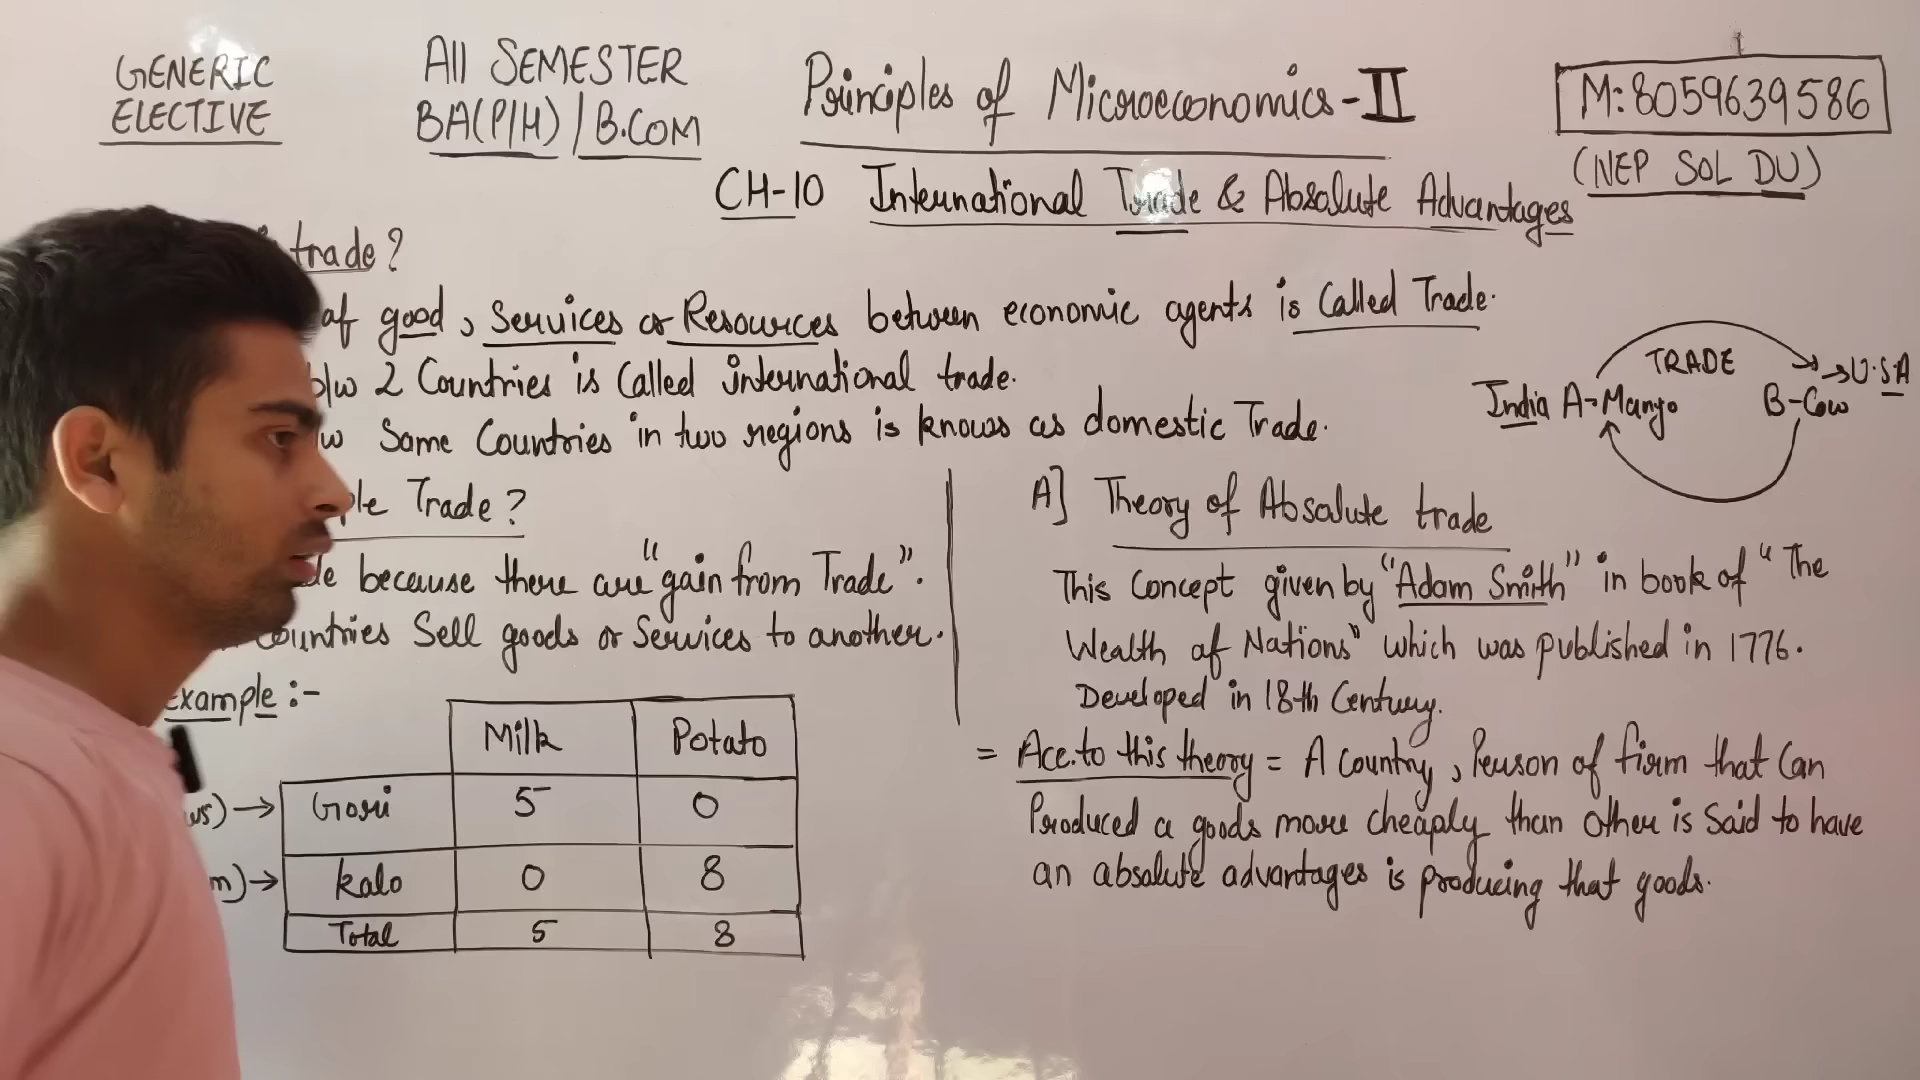 GENERIC
ELECTIVE
All SEMESTER
BA(P/H) / B.COM
Principles of Microeconomics-II
M:8059639586
(NEP SOL DU)
CH-10 International Trade & Absolute Advantages
trade?
of good, Services or Resources between economic agents is Called Trade.
b/w 2 Countries is Called international trade.
w Same Countries in two regions is knows as domestic Trade.
TRADE
India A-Mango
B-Cow
→U.S.A
ple Trade?
de because there are "gain from Trade".
Countries Sell goods or Services to another.
Example :-
Milk Potato
ws) → Gori 5 0
m) → kalo 0 8
Total 5 8
A] Theory of Absolute trade
This Concept given by "Adam Smith" in book of "The
Wealth of Nations" which was published in 1776.
Developed in 18th Century.
= Acc. to this theory = A country, Person of firm that Can
Produced a goods more cheaply than other is Said to have
an absolute advantages is producing that goods.